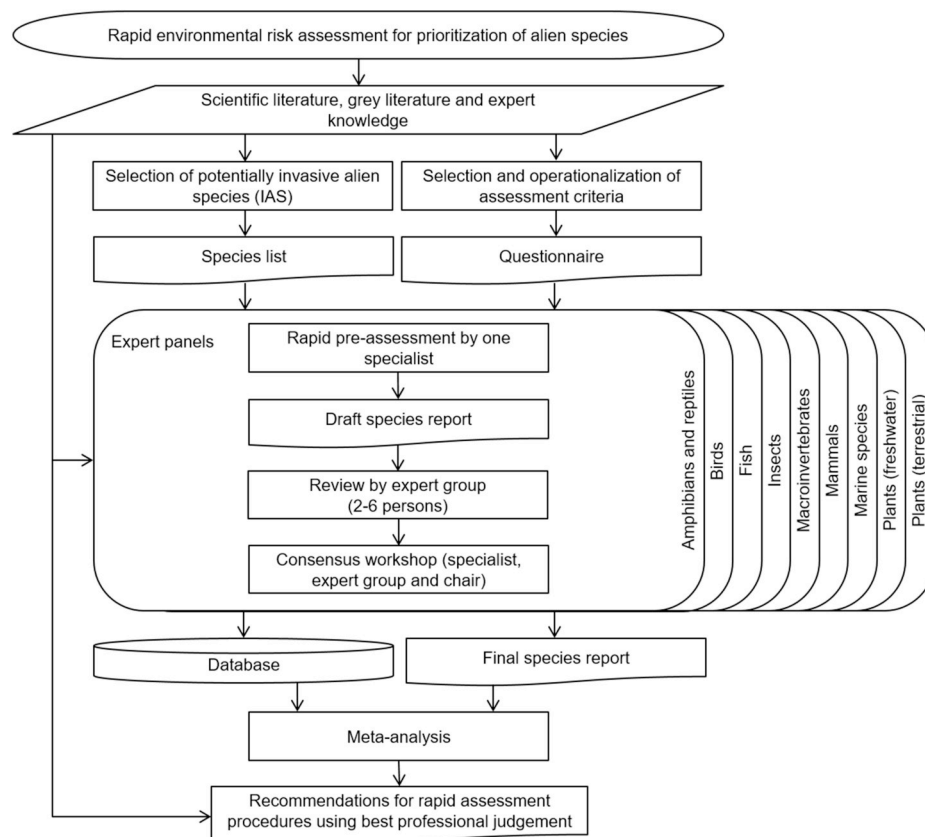 Rapid environmental risk assessment for prioritization of alien species
Scientific literature, grey literature and expert
knowledge
Selection of potentially invasive alien
species (IAS)
Selection and operationalization of
assessment criteria
Species list
Questionnaire
Expert panels
Rapid pre-assessment by one
specialist
Draft species report
Review by expert group
(2-6 persons)
Consensus workshop (specialist,
expert group and chair)
Amphibians and reptiles
Birds
Fish
Insects
Macroinvertebrates
Mammals
Marine species
Plants (freshwater)
Plants (terrestrial)
Database
Final species report
Meta-analysis
Recommendations for rapid assessment
procedures using best professional judgement